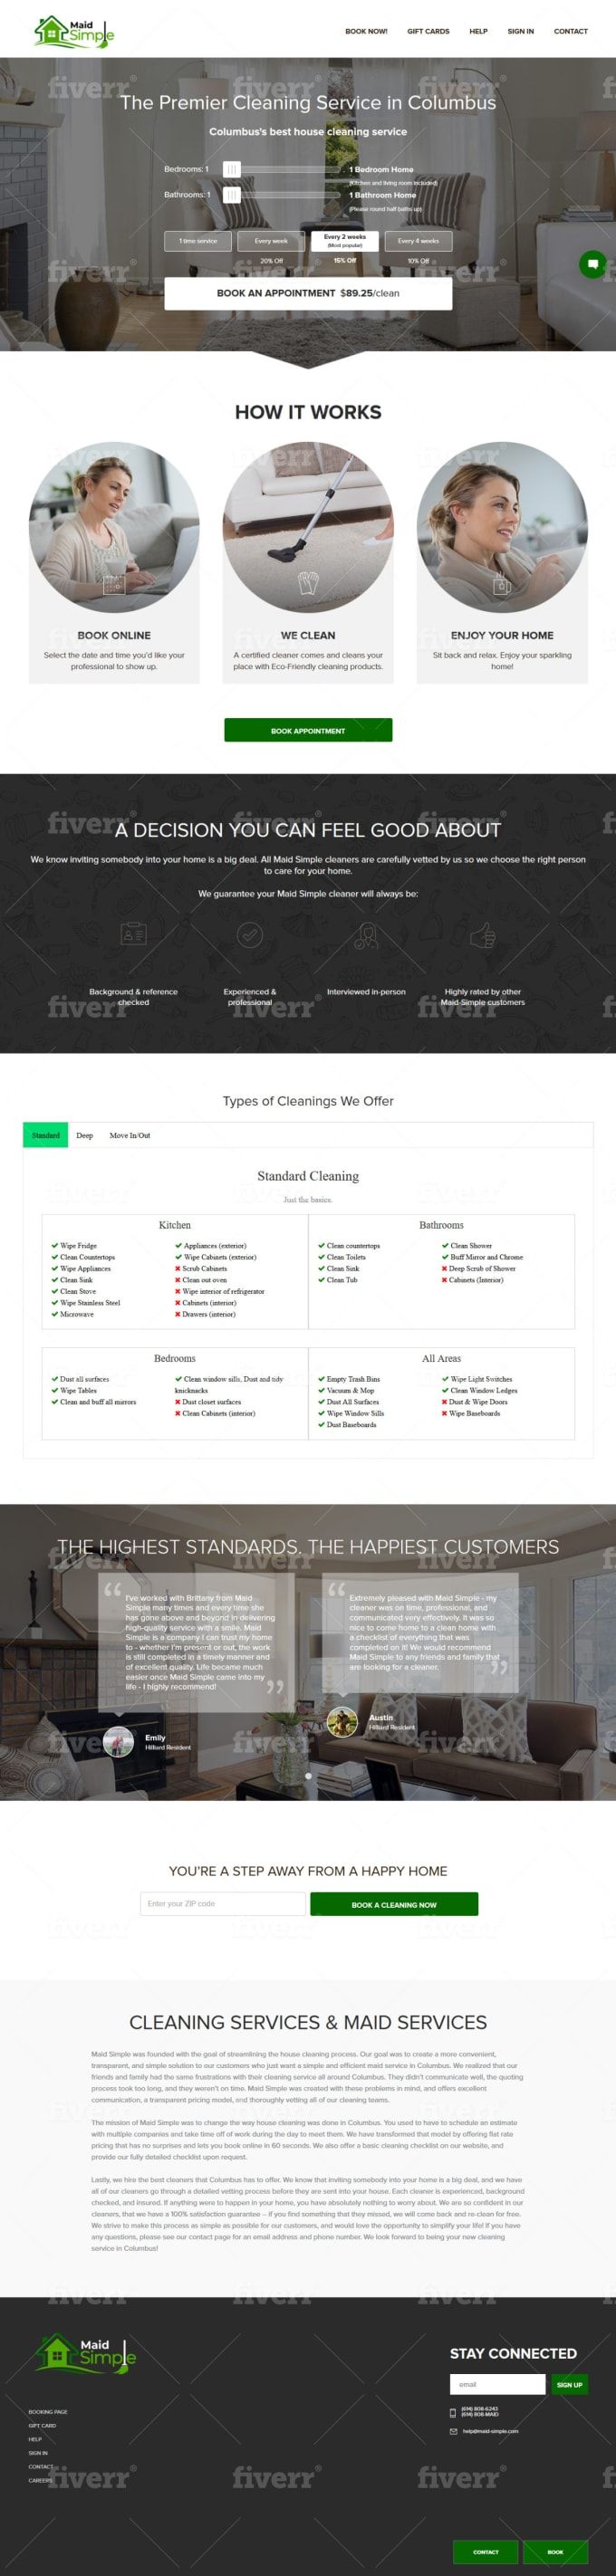 Maid
Simple
BOOK NOW! GIFT CARDS HELP SIGN IN CONTACT
The Premier Cleaning Service in Columbus
Columbus's best house cleaning service
Bedrooms: 1
1 Bedroom Home
(Kitchen and living room included)
Bathrooms: 1
1 Bathroom Home
(Please round half baths up)
1 time service
Every week
Every 2 weeks
(Most popular)
Every 4 weeks
20% Off
15% Off
10% Off
BOOK AN APPOINTMENT $89.25/clean
HOW IT WORKS
BOOK ONLINE
Select the date and time you'd like your
professional to show up.
WE CLEAN
A certified cleaner comes and cleans your
place with Eco-Friendly cleaning products.
ENJOY YOUR HOME
Sit back and relax. Enjoy your sparkling
home!
BOOK APPOINTMENT
A DECISION YOU CAN FEEL GOOD ABOUT
We know inviting somebody into your home is a big deal. All Maid Simple cleaners are carefully vetted by us so we choose the right person
to care for your home.
We guarantee your Maid Simple cleaner will always be:
Background & reference
checked
Experienced &
professional
Interviewed in-person
Highly rated by other
Maid Simple customers
Types of Cleanings We Offer
Standard Deep Move In/Out
Standard Cleaning
Just the basics.
Kitchen
Wipe Fridge
Clean Countertops
Wipe Appliances
Clean Sink
Clean Stove
Wipe Stainless Steel
Microwave
Appliances (exterior)
Wipe Cabinets (exterior)
Scrub Cabinets
Clean out oven
Wipe interior of refrigerator
Cabinets (interior)
Drawers (interior)
Bathrooms
Clean countertops
Clean Toilets
Clean Sink
Clean Tub
Clean Shower
Buff Mirror and Chrome
Deep Scrub of Shower
Cabinets (Interior)
Bedrooms
Dust all surfaces
Wipe Tables
Clean and buff all mirrors
Clean window sills, Dust and tidy
knicknacks
Dust closet surfaces
Clean Cabinets (interior)
All Areas
Empty Trash Bins
Vacuum & Mop
Dust All Surfaces
Wipe Window Sills
Dust Baseboards
Wipe Light Switches
Clean Window Ledges
Dust & Wipe Doors
Wipe Baseboards
THE HIGHEST STANDARDS. THE HAPPIEST CUSTOMERS
I've worked with Brittany from Maid
Simple many times and every time she
has gone above and beyond in delivering
high-quality service with a smile. Maid
Simple is a company I can trust my home
to - whether I'm present or out, the work
is still completed in a timely manner and
of excellent quality. Life became much
easier once Maid Simple came into my
life - I highly recommend!
Emily
Hilliard Resident
Extremely pleased with Maid Simple - my
cleaner was on time, professional, and
communicated very effectively. It was so
nice to come home to a clean home with
a checklist of everything that was
completed on it! We would recommend
Maid Simple to any friends and family that
are looking for a cleaner.
Austin
Hilliard Resident
YOU'RE A STEP AWAY FROM A HAPPY HOME
Enter your ZIP code
BOOK A CLEANING NOW
CLEANING SERVICES & MAID SERVICES
Maid Simple was founded with the goal of streamlining the house cleaning process. Our goal was to create a more convenient,
transparent, and simple solution to our customers who just want a simple and efficient maid service in Columbus. We realized that our
friends and family had the same frustrations with their cleaning service all around Columbus. They didn't communicate well, the quoting
process took too long, and they weren't on time. Maid Simple was created with these problems in mind, and offers excellent
communication, a transparent pricing model, and thoroughly vetting all of our cleaning teams.
The mission of Maid Simple was to change the way house cleaning was done in Columbus. You used to have to schedule an estimate
with multiple companies and take time off of work during the day to meet them. We have transformed that model by offering flat rate
pricing that has no surprises and lets you book online in 60 seconds. We also offer a basic cleaning checklist on our website, and
provide our fully detailed checklist upon request.
Lastly, we hire the best cleaners that Columbus has to offer. We know that inviting somebody into your home is a big deal, and we have
all of our cleaners go through a detailed vetting process before they are sent into your house. Each cleaner is experienced, background
checked, and insured. If anything were to happen in your home, you have absolutely nothing to worry about. We are so confident in our
cleaners, that we have a 100% satisfaction guarantee – if you find something that they missed, we will come back and re-clean for free.
We strive to make this process as simple as possible for our customers, and would love the opportunity to simplify your life! If you have
any questions, please see our contact page for an email address and phone number. We look forward to being your new cleaning
service in Columbus!
Maid
Simple
STAY CONNECTED
email
SIGN UP
(614) 808-6243
(614) 808-MAID
help@maid-simple.com
BOOKING PAGE
GIFT CARD
HELP
SIGN IN
CONTACT
CAREERS
CONTACT
BOOK
fiverr